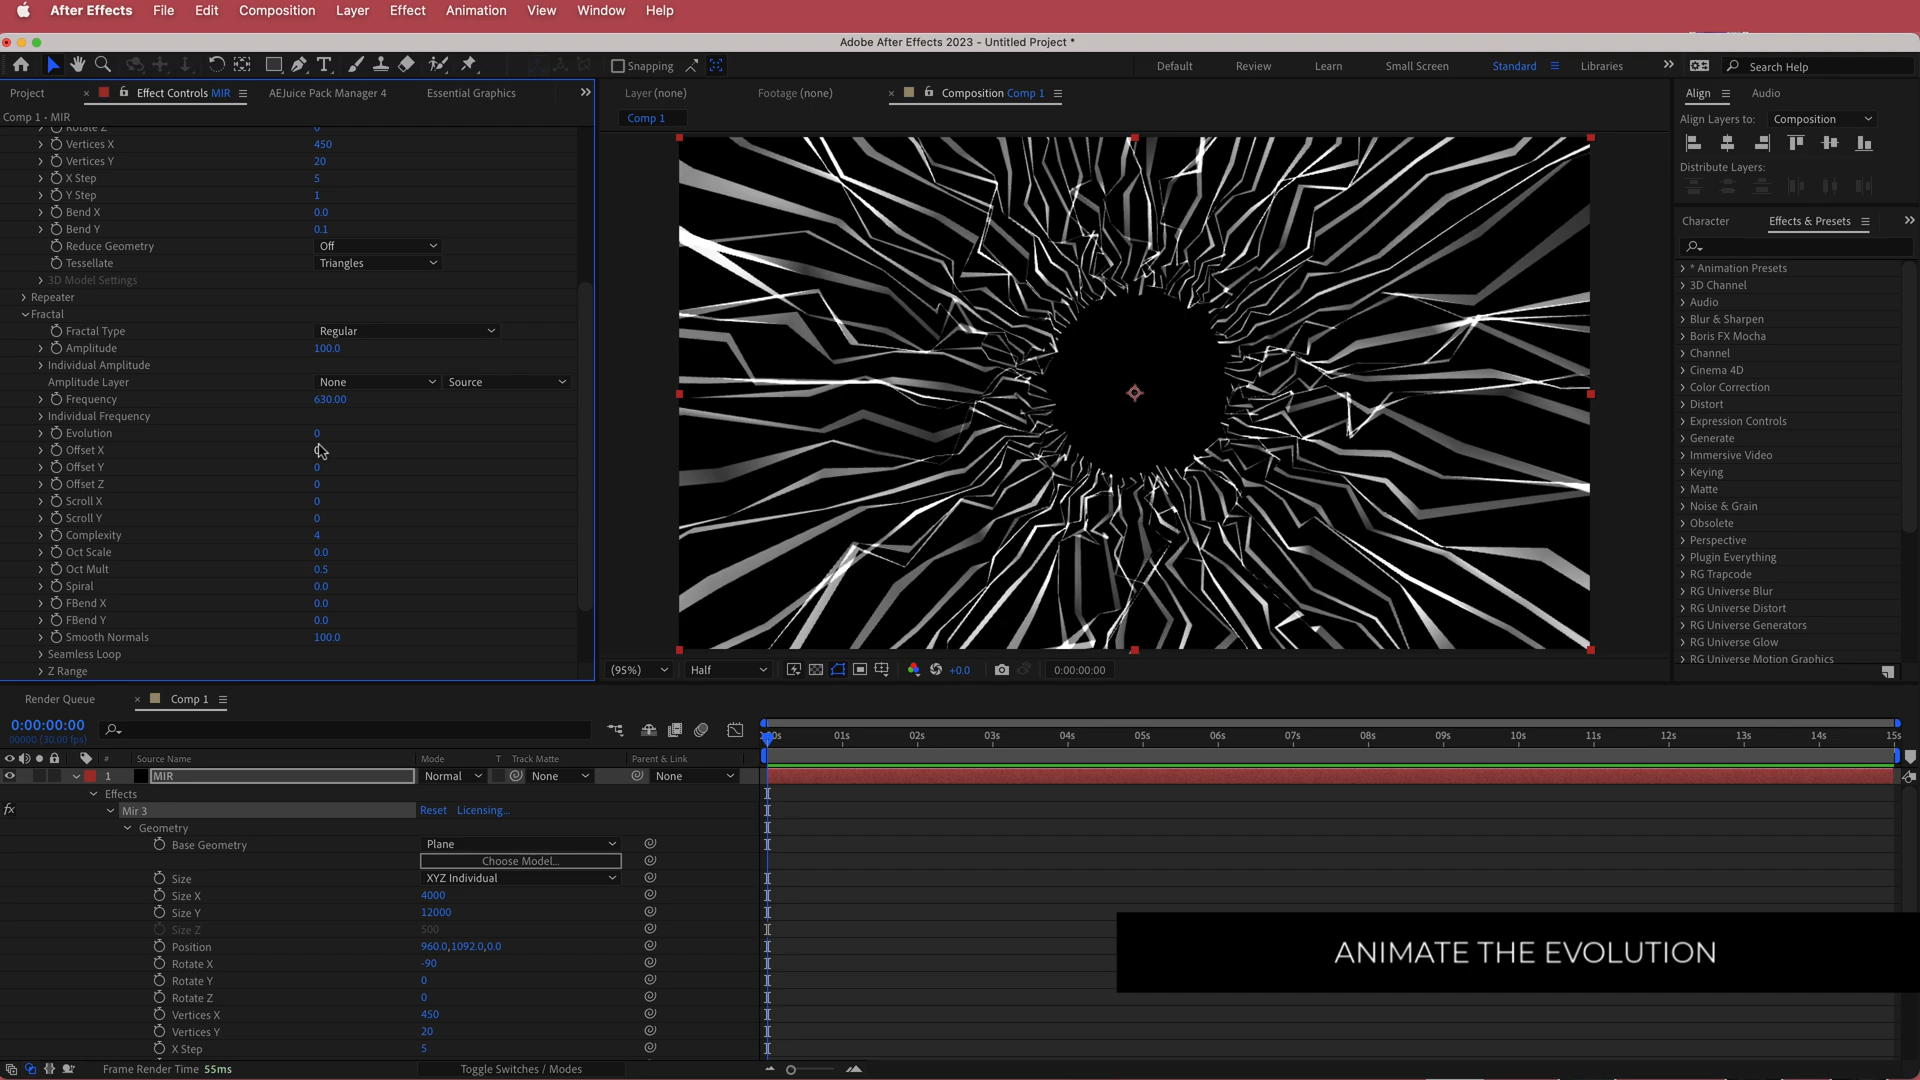 After Effects File Edit Composition Layer Effect Animation View Window Help
Adobe After Effects 2023 - Untitled Project *
Snapping Default Review Learn Small Screen Standard Libraries Search Help
Project Effect Controls MIR AEJuice Pack Manager 4 Essential Graphics Layer (none) Footage (none) Composition Comp 1 Align Audio
Comp 1 • MIR
Comp 1
Align Layers to: Composition
Rotate Z 0
Vertices X 450
Vertices Y 20
Distribute Layers:
X Step 5
Y Step 1
Bend X 0.0
Bend Y 0.1
Character Effects & Presets
Reduce Geometry Off
Tessellate Triangles
3D Model Settings
Repeater
Fractal
Fractal Type Regular
Amplitude 100.0
Individual Amplitude
Amplitude Layer None Source
Frequency 630.00
Individual Frequency
Evolution 0
Offset X
Offset Y 0
Offset Z 0
Scroll X 0
Scroll Y 0
Complexity 4
Oct Scale 0.0
Oct Mult 0.5
Spiral 0.0
FBend X 0.0
FBend Y 0.0
Smooth Normals 100.0
Seamless Loop
Z Range
* Animation Presets
3D Channel
Audio
Blur & Sharpen
Boris FX Mocha
Channel
Cinema 4D
Color Correction
Distort
Expression Controls
Generate
Immersive Video
Keying
Matte
Noise & Grain
Obsolete
Perspective
Plugin Everything
RG Trapcode
RG Universe Blur
RG Universe Distort
RG Universe Generators
RG Universe Glow
RG Universe Motion Graphics
(95%) Half +0.0 0:00:00:00
Render Queue Comp 1
0:00:00:00
00000 (30.00 fps)
01s 02s 03s 04s 05s 06s 07s 08s 09s 10s 11s 12s 13s 14s 15s
# Source Name Mode T Track Matte Parent & Link
1 MIR Normal None None
Effects
fx Mir 3 Reset Licensing...
Geometry
Base Geometry Plane
Choose Model...
Size XYZ Individual
Size X 4000
Size Y 12000
Size Z 500
Position 960.0,1092.0,0.0
Rotate X -90
Rotate Y 0
Rotate Z 0
Vertices X 450
Vertices Y 20
X Step 5
ANIMATE THE EVOLUTION
Frame Render Time 55ms Toggle Switches / Modes